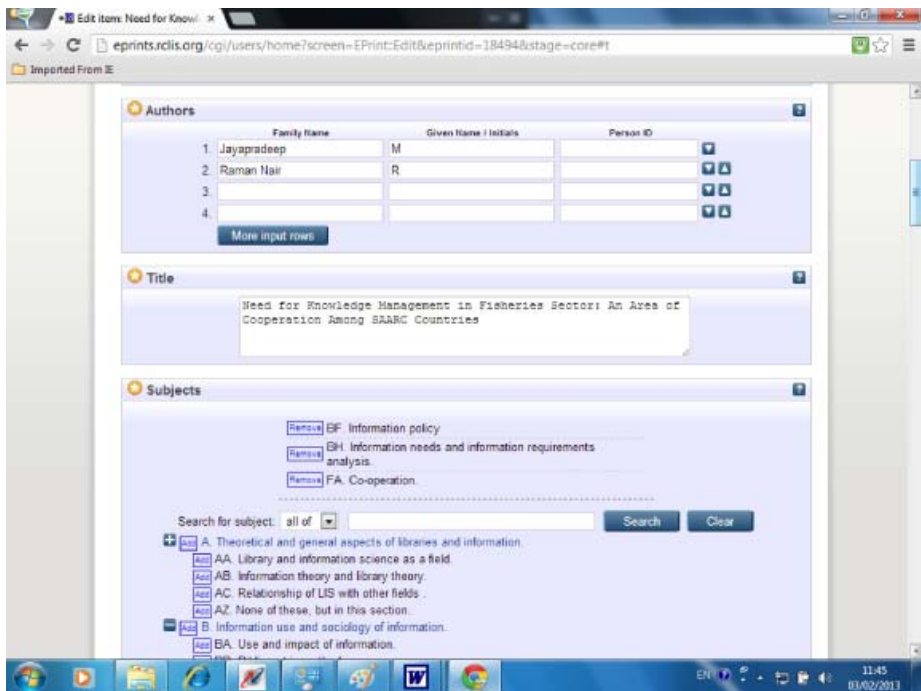 Edit item: Need for Knowl
eprints.rclis.org/cgi/users/home?screen=EPrint:Edit&eprintid=18494&stage=core#t
Imported From IE
Authors
Family Name Given Name / Initials Person ID
1. Jayapradeep M
2. Raman Nair R
3.
4.
More input rows
Title
Need for Knowledge Management in Fisheries Sector: An Area of
Cooperation Among SAARC Countries
Subjects
Remove BF. Information policy
Remove BH. Information needs and information requirements
analysis.
Remove FA. Co-operation.
Search for subject: all of Search Clear
Add A. Theoretical and general aspects of libraries and information.
Add AA. Library and information science as a field.
Add AB. Information theory and library theory.
Add AC. Relationship of LIS with other fields .
Add AZ. None of these, but in this section.
Add B. Information use and sociology of information.
Add BA. Use and impact of information.
EN 11:45
03/02/2013